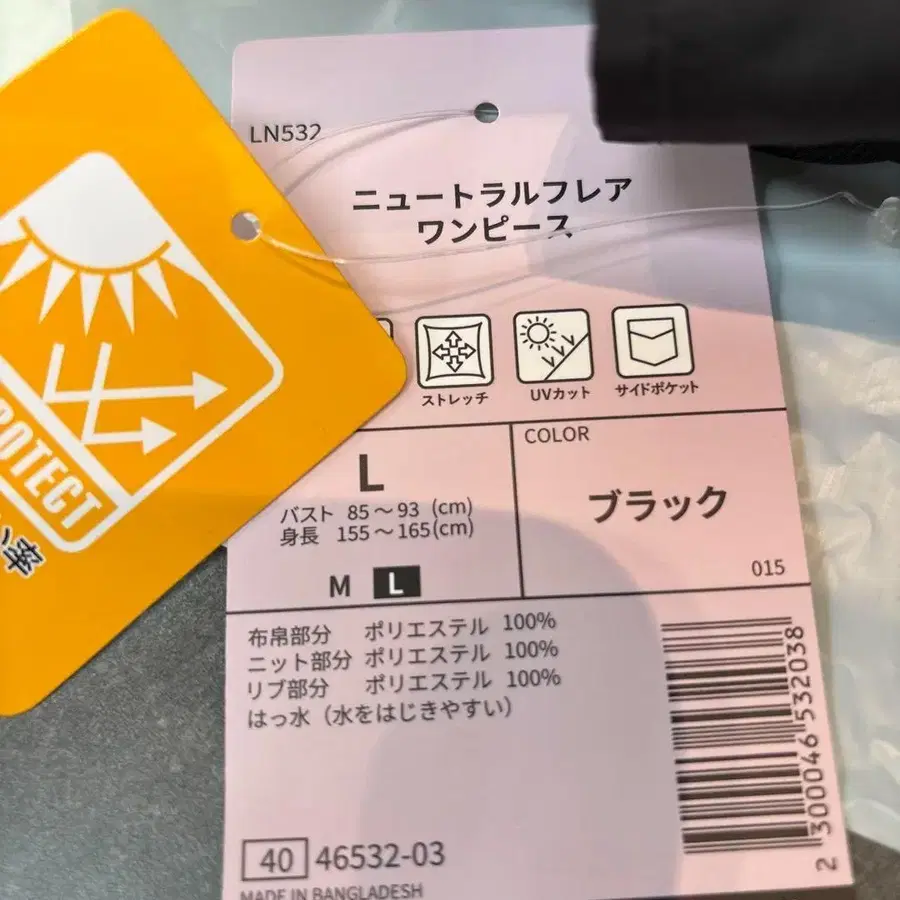 LN532
ニュートラルフレア
ワンピース
ストレッチ
UVカット
サイドポケット
L
バスト 85～93 (cm)
身長 155～165(cm)
M L
COLOR
ブラック
015
布帛部分 ポリエステル 100%
ニット部分 ポリエステル 100%
リブ部分 ポリエステル 100%
はっ水（水をはじきやすい）
40 46532-03
MADE IN BANGLADESH
2300046532038
OTECT
率